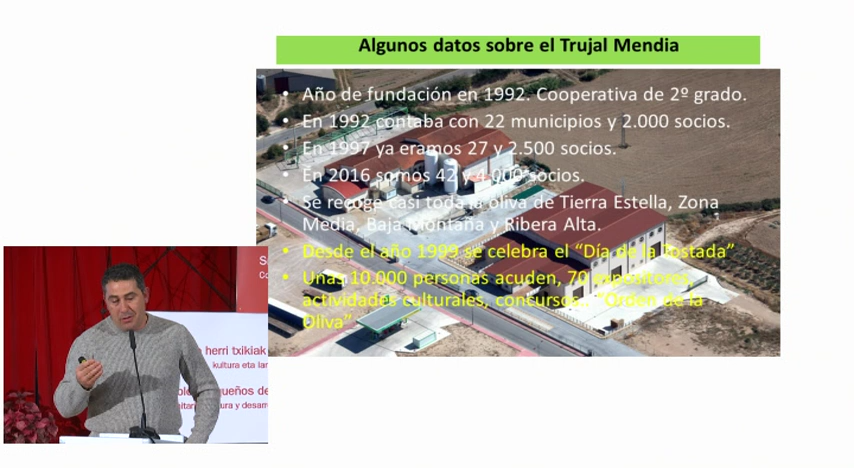 Algunos datos sobre el Trujal Mendia
• Año de fundación en 1992. Cooperativa de 2º grado.
• En 1992 contaba con 22 municipios y 2.000 socios.
• En 1997 ya eramos 27 y 2.500 socios.
• En 2016 somos 42 y 4.000 socios.
• Se recoge casi toda la oliva de Tierra Estella, Zona
Media, Baja Montaña y Ribera Alta.
• Desde el año 1999 se celebra el “Día de la Tostada”
• Unas 10.000 personas acuden, 70 expositores,
actividades culturales, concursos.. “Orden de la
Oliva”
herri txikiak
kultura eta